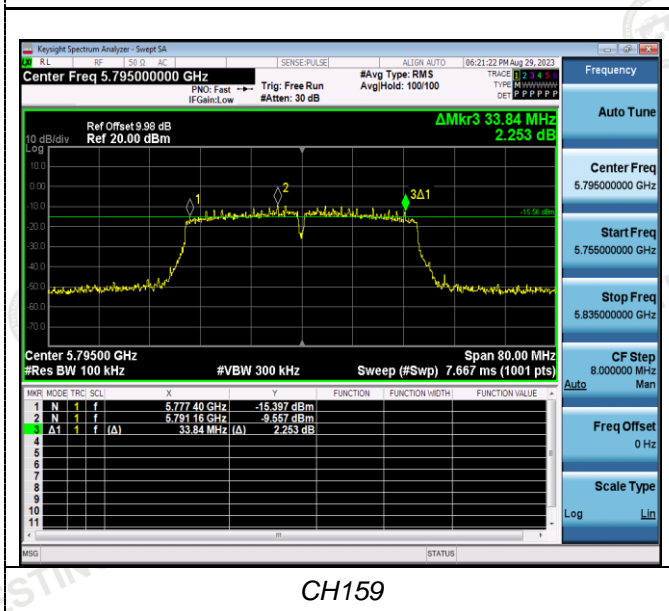 Keysight Spectrum Analyzer - Swept SA
RL RF 50 Ω AC SENSE:PULSE ALIGN AUTO 06:21:22 PM Aug 29, 2023
Center Freq 5.795000000 GHz
PNO: Fast
IFGain:Low
Trig: Free Run
#Atten: 30 dB
#Avg Type: RMS
Avg|Hold: 100/100
TRACE 1 2 3 4 5 6
TYPE MWWWWW
DET P P P P P P
Frequency
Auto Tune
Center Freq
5.795000000 GHz
Start Freq
5.755000000 GHz
Stop Freq
5.835000000 GHz
CF Step
8.000000 MHz
Auto Man
Freq Offset
0 Hz
Scale Type
Log Lin
ΔMkr3 33.84 MHz
2.253 dB
Ref Offset 9.98 dB
10 dB/div Ref 20.00 dBm
Log
10.0
0.00
-10.0
-20.0
-30.0
-40.0
-50.0
-60.0
-70.0
1
2
3Δ1
-15.56 dBm
Center 5.79500 GHz Span 80.00 MHz
#Res BW 100 kHz #VBW 300 kHz Sweep (#Swp) 7.667 ms (1001 pts)
MKR MODE TRC SCL X Y FUNCTION FUNCTION WIDTH FUNCTION VALUE
1 N 1 f 5.777 40 GHz -15.397 dBm
2 N 1 f 5.791 16 GHz -9.557 dBm
3 Δ1 1 f (Δ) 33.84 MHz (Δ) 2.253 dB
4
5
6
7
8
9
10
11
MSG STATUS
CH159